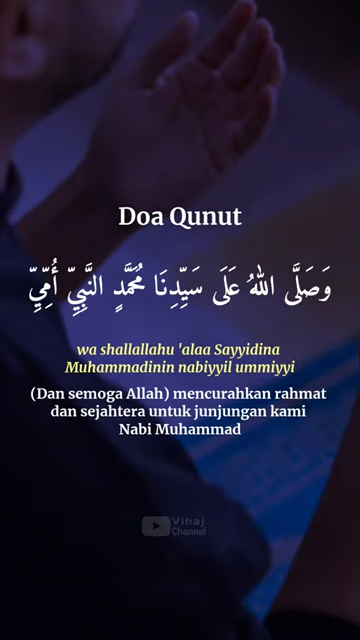 Doa Qunut
وَصَلَّى اللهُ عَلَى سَيِّدِنَا مُحَمَّدٍ النَّبِيِّ أُمِّيِّ
wa shallallahu 'alaa Sayyidina
Muhammadinin nabiyyil ummiyyi
(Dan semoga Allah) mencurahkan rahmat
dan sejahtera untuk junjungan kami
Nabi Muhammad
Vihaj
Channel